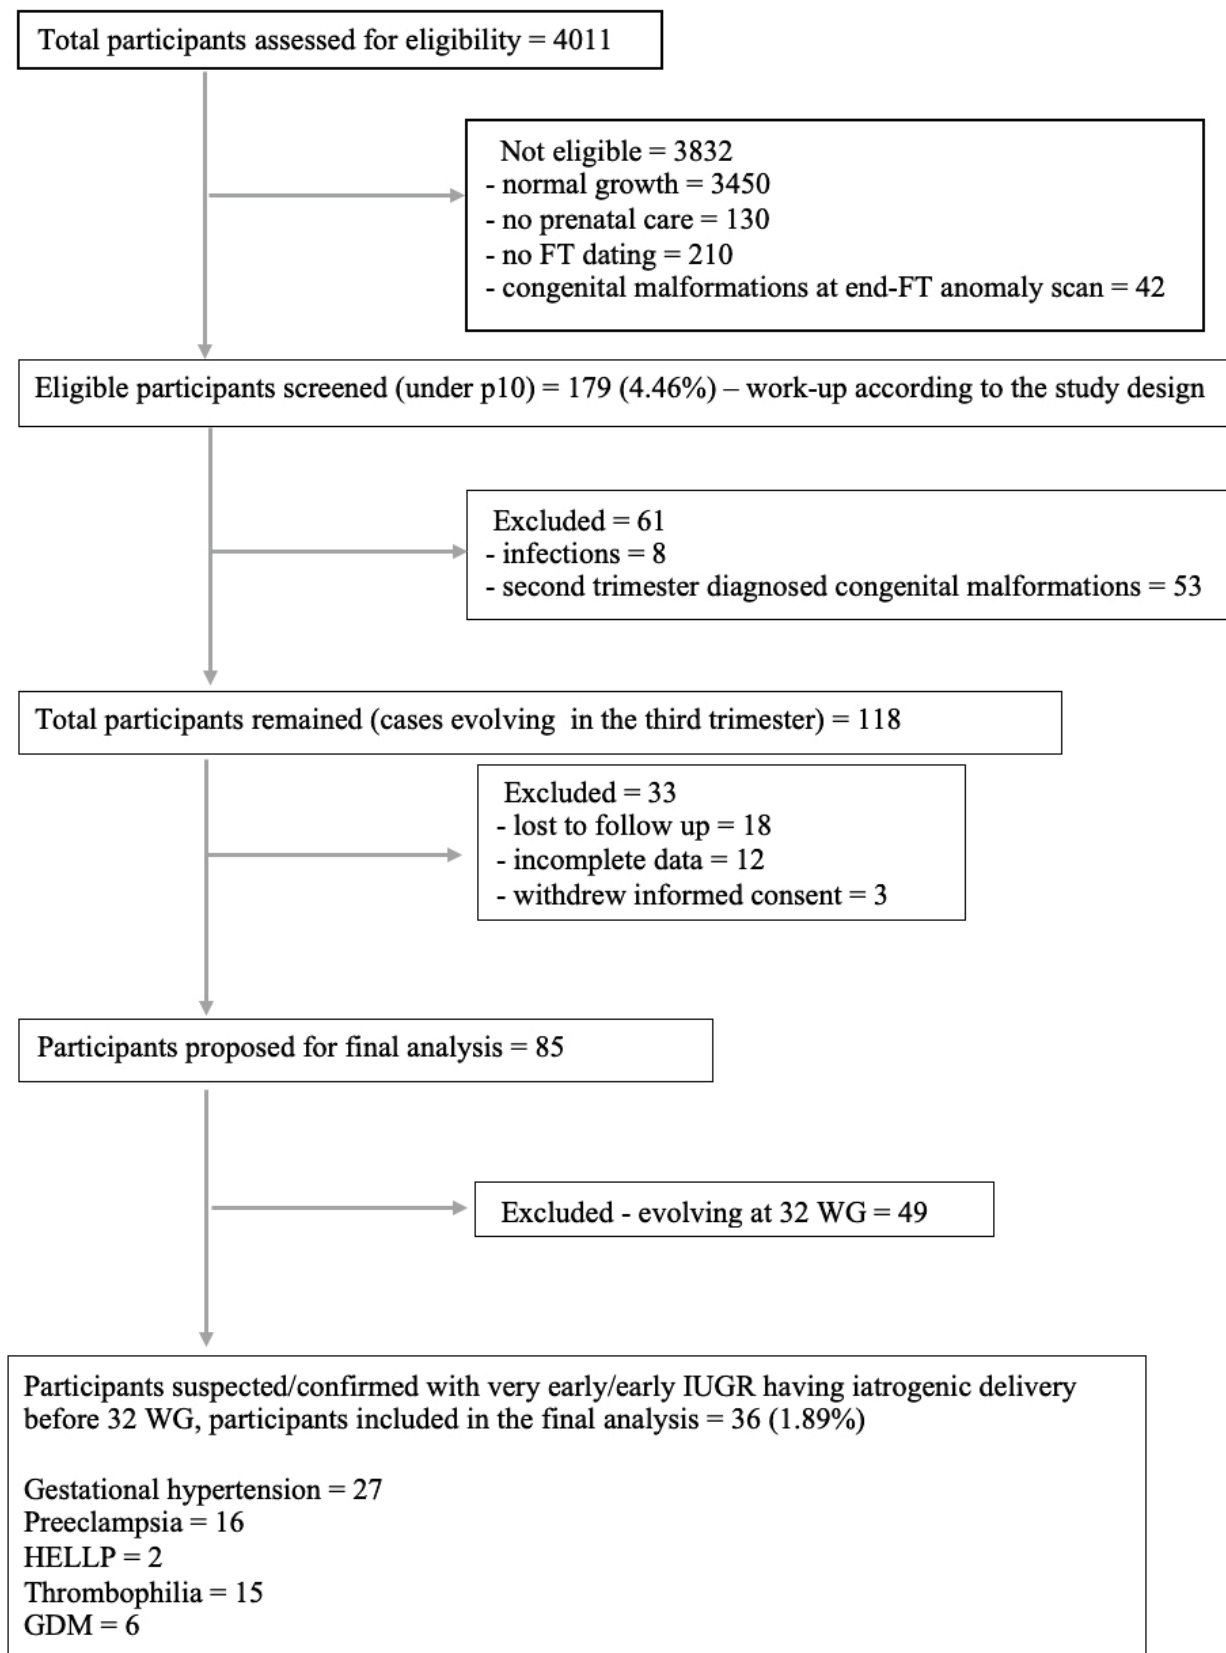 Total participants assessed for eligibility = 4011
Not eligible = 3832
- normal growth = 3450
- no prenatal care = 130
- no FT dating = 210
- congenital malformations at end-FT anomaly scan = 42
Eligible participants screened (under p10) = 179 (4.46%) – work-up according to the study design
Excluded = 61
- infections = 8
- second trimester diagnosed congenital malformations = 53
Total participants remained (cases evolving in the third trimester) = 118
Excluded = 33
- lost to follow up = 18
- incomplete data = 12
- withdrew informed consent = 3
Participants proposed for final analysis = 85
Excluded - evolving at 32 WG = 49
Participants suspected/confirmed with very early/early IUGR having iatrogenic delivery
before 32 WG, participants included in the final analysis = 36 (1.89%)
Gestational hypertension = 27
Preeclampsia = 16
HELLP = 2
Thrombophilia = 15
GDM = 6